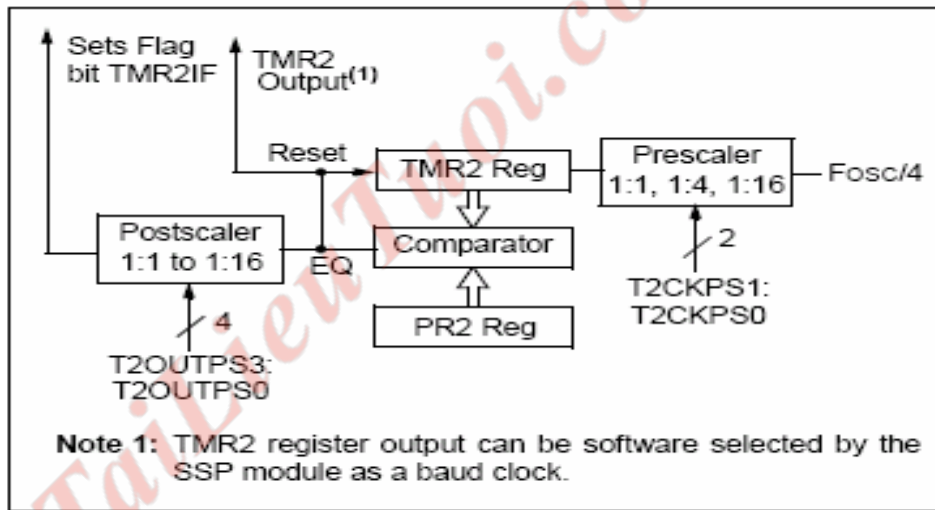 Sets Flag
bit TMR2IF
TMR2
Output(1)
Reset
TMR2 Reg
Prescaler
1:1, 1:4, 1:16
Fosc/4
Postscaler
1:1 to 1:16
EQ
Comparator
2
T2CKPS1:
T2CKPS0
PR2 Reg
4
T2OUTPS3:
T2OUTPS0
Note 1: TMR2 register output can be software selected by the
SSP module as a baud clock.
TaiLieuTuoi.co